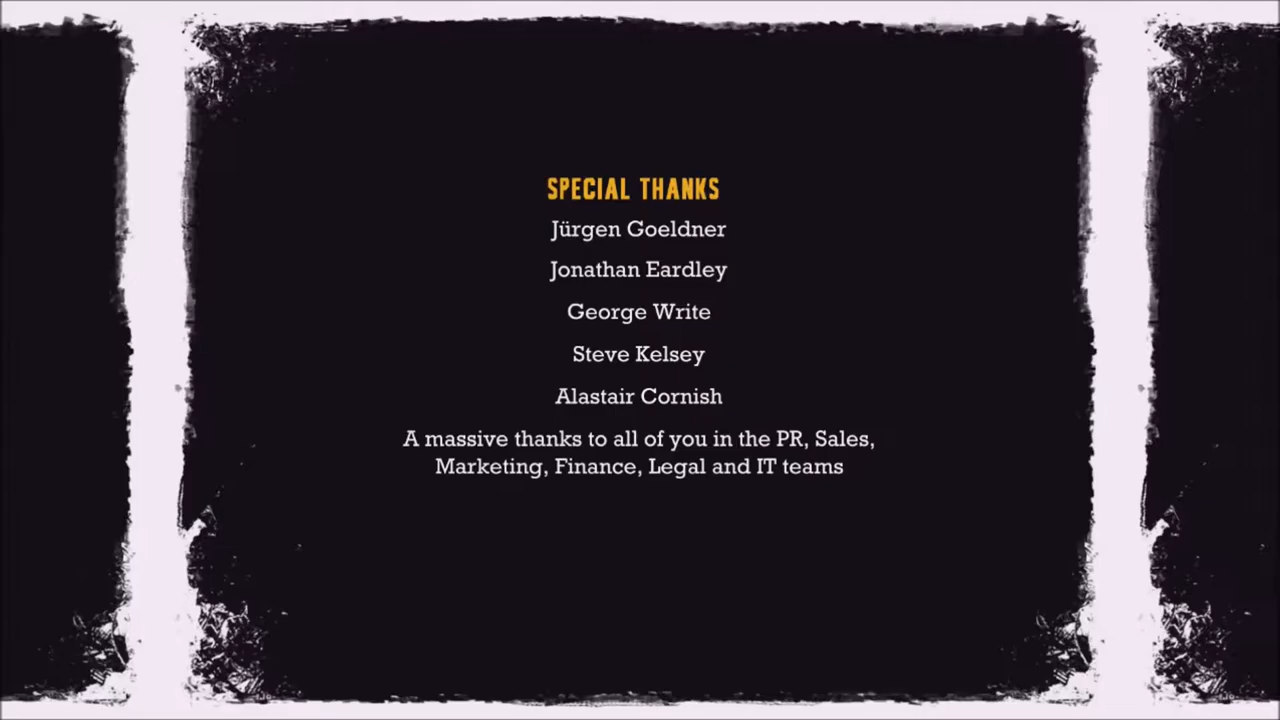 SPECIAL THANKS
Jürgen Goeldner
Jonathan Eardley
George Write
Steve Kelsey
Alastair Cornish
A massive thanks to all of you in the PR, Sales,
Marketing, Finance, Legal and IT teams